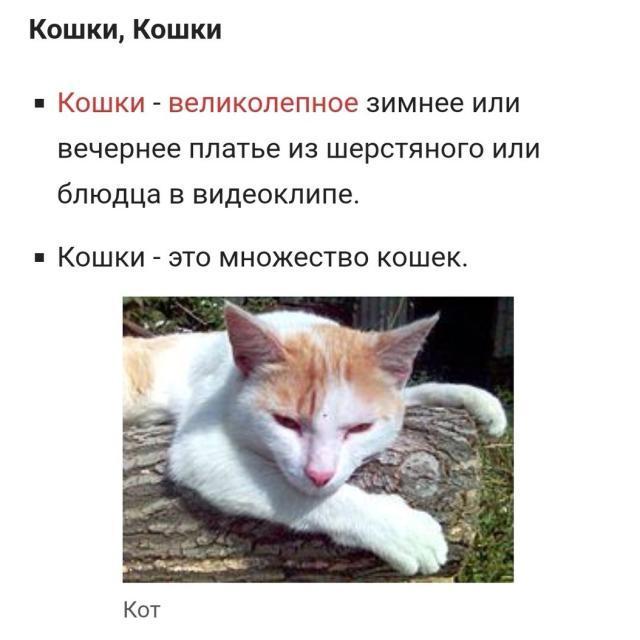 Кошки, Кошки
Кошки - великолепное зимнее или
вечернее платье из шерстяного или
блюдца в видеоклипе.
Кошки - это множество кошек.
Кот